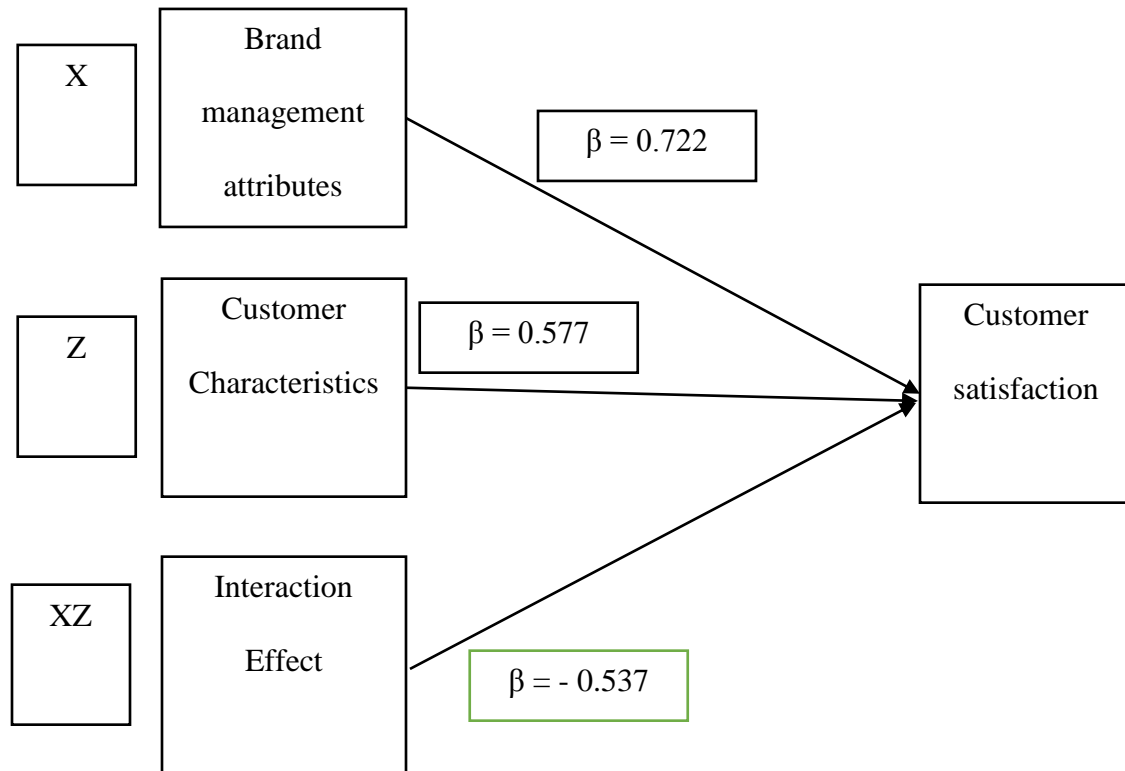 X
Brand
management
attributes
β = 0.722
Z
Customer
Characteristics
β = 0.577
Customer
satisfaction
XZ
Interaction
Effect
β = - 0.537